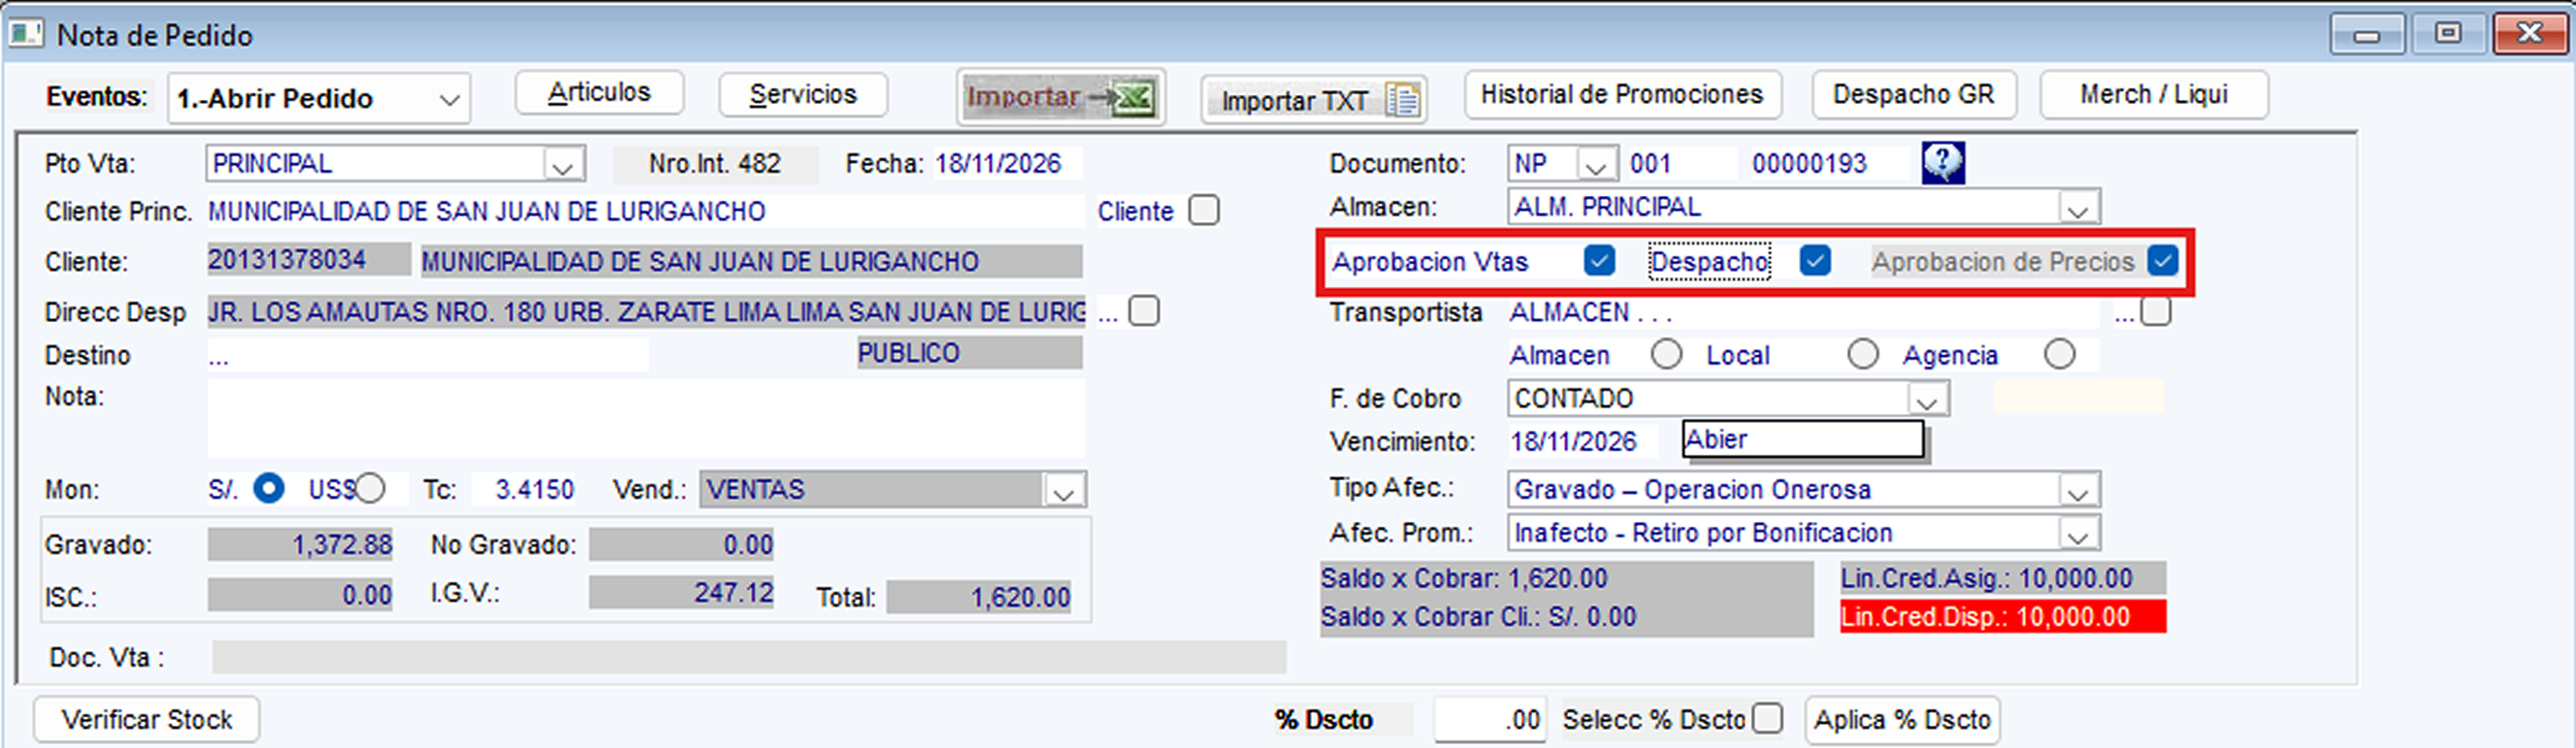 Nota de Pedido
Eventos: 1.-Abrir Pedido Articulos Servicios Importar Importar TXT Historial de Promociones Despacho GR Merch / Liqui
Pto Vta: PRINCIPAL Nro.Int. 482 Fecha: 18/11/2026 Documento: NP 001 00000193
Cliente Princ. MUNICIPALIDAD DE SAN JUAN DE LURIGANCHO Cliente Almacen: ALM. PRINCIPAL
Cliente: 20131378034 MUNICIPALIDAD DE SAN JUAN DE LURIGANCHO Aprobacion Vtas Despacho Aprobacion de Precios
Direcc Desp JR. LOS AMAUTAS NRO. 180 URB. ZARATE LIMA LIMA SAN JUAN DE LURIG ... Transportista ALMACEN . . . ...
Destino ... PUBLICO Almacen Local Agencia
Nota: F. de Cobro CONTADO
Vencimiento: 18/11/2026 Abier
Mon: S/. US$ Tc: 3.4150 Vend.: VENTAS Tipo Afec.: Gravado – Operacion Onerosa
Gravado: 1,372.88 No Gravado: 0.00 Afec. Prom.: Inafecto - Retiro por Bonificacion
ISC.: 0.00 I.G.V.: 247.12 Total: 1,620.00 Saldo x Cobrar: 1,620.00 Lin.Cred.Asig.: 10,000.00
Saldo x Cobrar Cli.: S/. 0.00 Lin.Cred.Disp.: 10,000.00
Doc. Vta :
Verificar Stock % Dscto .00 Selecc % Dscto Aplica % Dscto